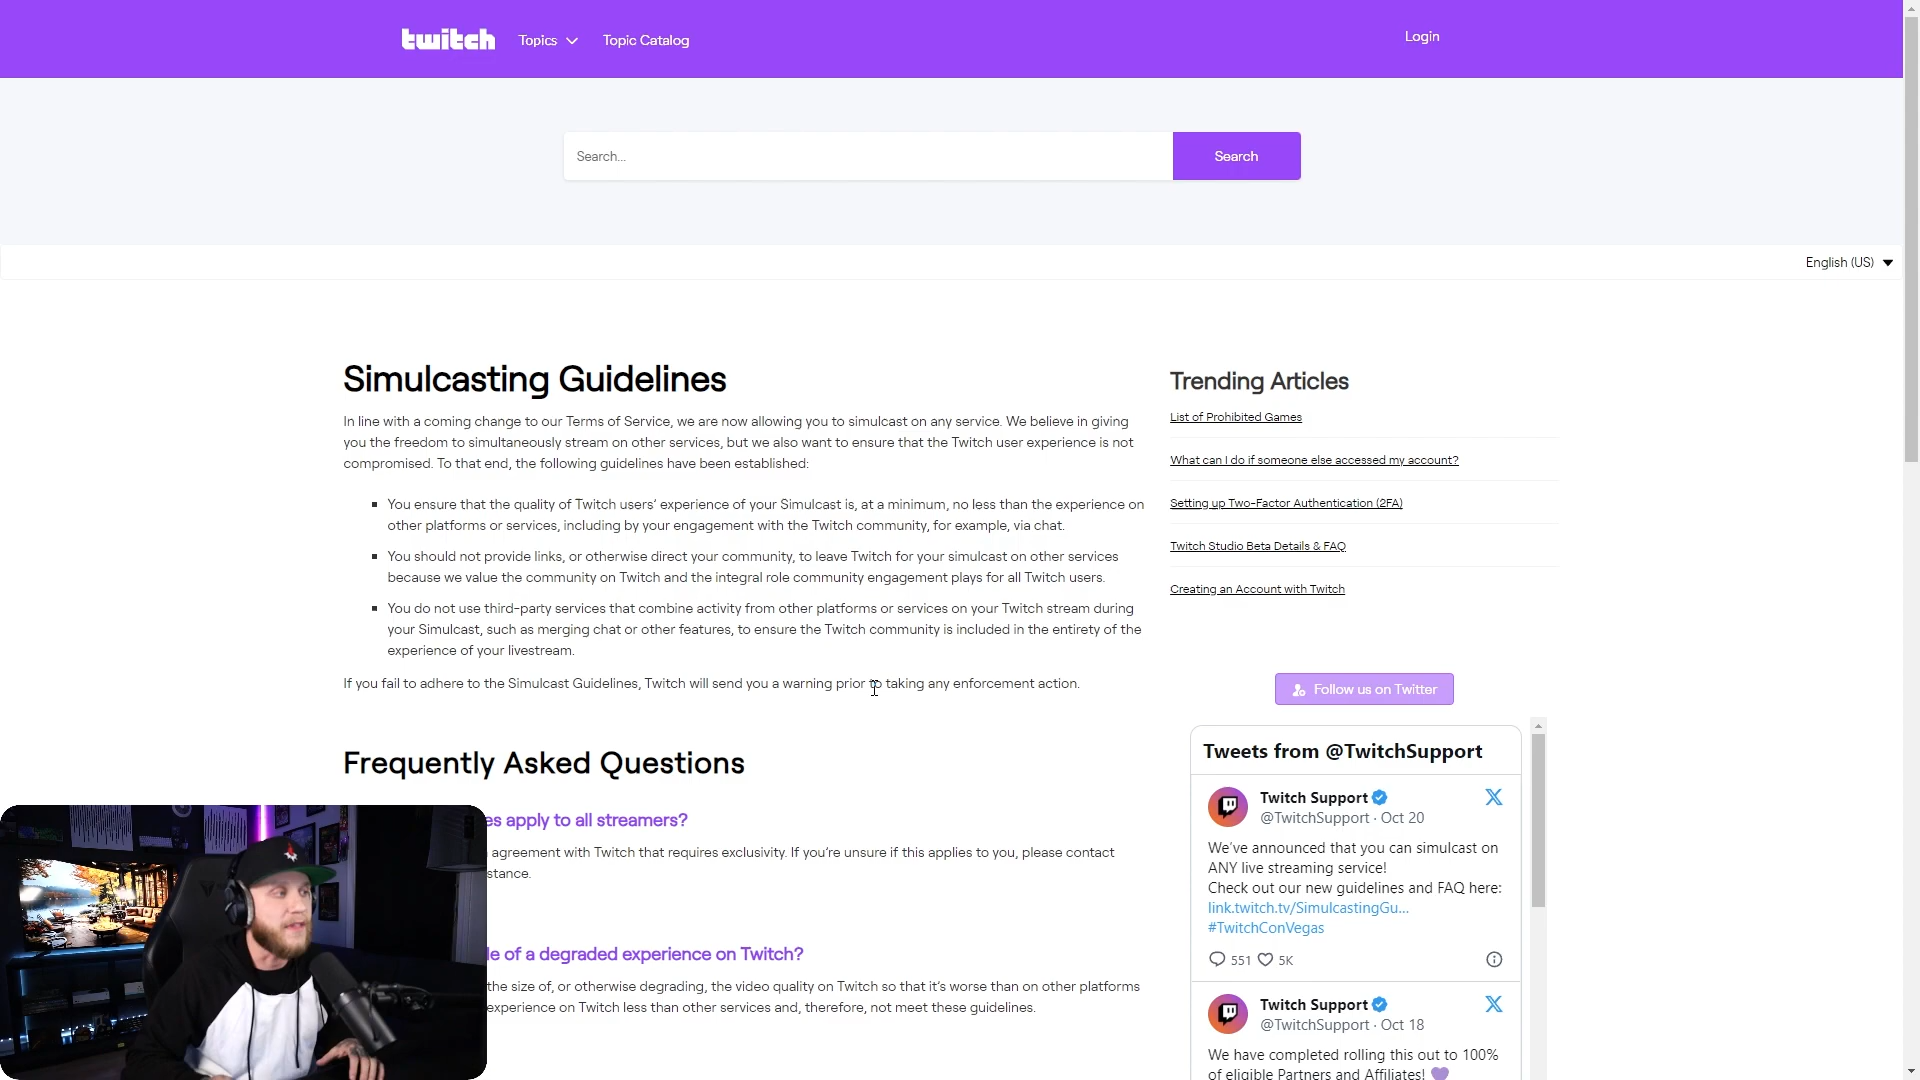 twitch
Topics
Topic Catalog
Login
Search...
Search
English (US)
Simulcasting Guidelines
In line with a coming change to our Terms of Service, we are now allowing you to simulcast on any service. We believe in giving
you the freedom to simultaneously stream on other services, but we also want to ensure that the Twitch user experience is not
compromised. To that end, the following guidelines have been established:
You ensure that the quality of Twitch users' experience of your Simulcast is, at a minimum, no less than the experience on
other platforms or services, including by your engagement with the Twitch community, for example, via chat.
You should not provide links, or otherwise direct your community, to leave Twitch for your simulcast on other services
because we value the community on Twitch and the integral role community engagement plays for all Twitch users.
You do not use third-party services that combine activity from other platforms or services on your Twitch stream during
your Simulcast, such as merging chat or other features, to ensure the Twitch community is included in the entirety of the
experience of your livestream.
If you fail to adhere to the Simulcast Guidelines, Twitch will send you a warning prior to taking any enforcement action.
Frequently Asked Questions
apply to all streamers?
agreement with Twitch that requires exclusivity. If you're unsure if this applies to you, please contact
of a degraded experience on Twitch?
the size of, or otherwise degrading, the video quality on Twitch so that it's worse than on other platforms
experience on Twitch less than other services and, therefore, not meet these guidelines.
Trending Articles
List of Prohibited Games
What can I do if someone else accessed my account?
Setting up Two-Factor Authentication (2FA)
Twitch Studio Beta Details & FAQ
Creating an Account with Twitch
Follow us on Twitter
Tweets from @TwitchSupport
Twitch Support
@TwitchSupport · Oct 20
We've announced that you can simulcast on
ANY live streaming service!
Check out our new guidelines and FAQ here:
link.twitch.tv/SimulcastingGu...
#TwitchConVegas
551 5K
Twitch Support
@TwitchSupport · Oct 18
We have completed rolling this out to 100%
of eligible Partners and Affiliates! 💜